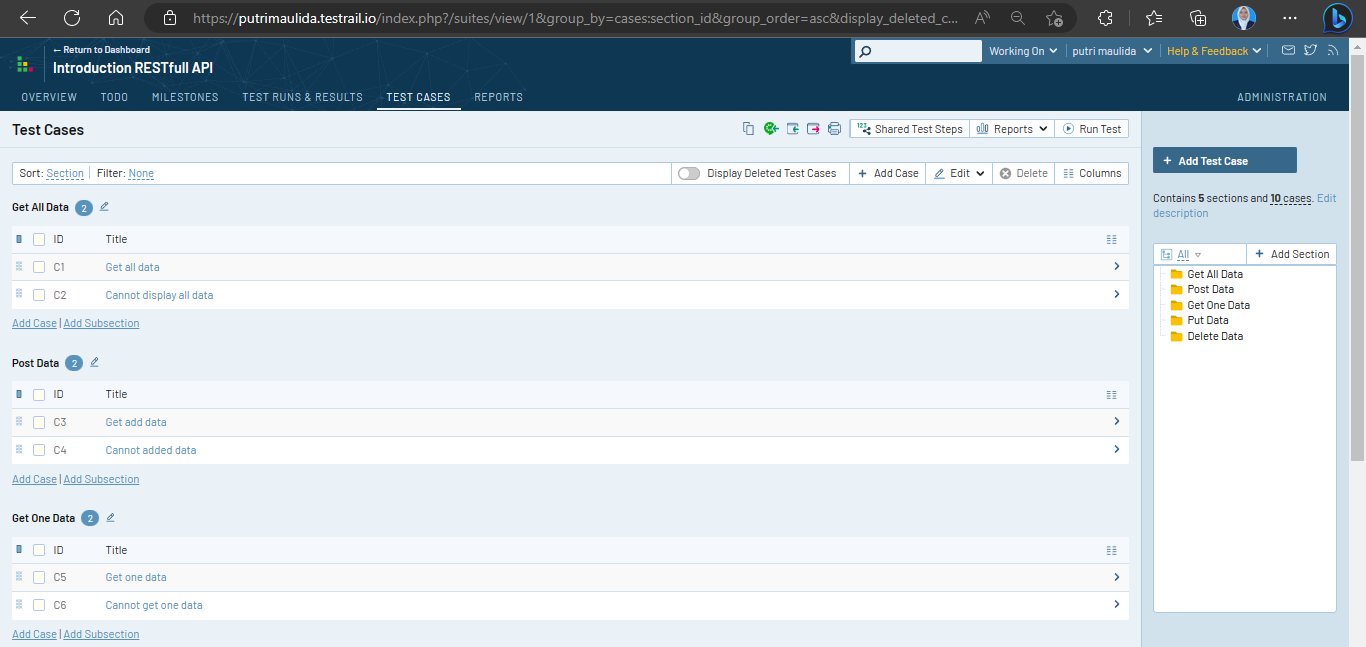 https://putrimaulida.testrail.io/index.php?/suites/view/1&group_by=cases:section_id&group_order=asc&display_deleted_c...
← Return to Dashboard
Introduction RESTfull API
Working On
putri maulida
Help & Feedback
OVERVIEW TODO MILESTONES TEST RUNS & RESULTS TEST CASES REPORTS ADMINISTRATION
Test Cases
Shared Test Steps
Reports
Run Test
Add Test Case
Sort: Section Filter: None
Display Deleted Test Cases
Add Case
Edit
Delete
Columns
Contains 5 sections and 10 cases. Edit
description
All
Add Section
Get All Data
Post Data
Get One Data
Put Data
Delete Data
Get All Data 2
ID Title
C1 Get all data
C2 Cannot display all data
Add Case | Add Subsection
Post Data 2
ID Title
C3 Get add data
C4 Cannot added data
Add Case | Add Subsection
Get One Data 2
ID Title
C5 Get one data
C6 Cannot get one data
Add Case | Add Subsection